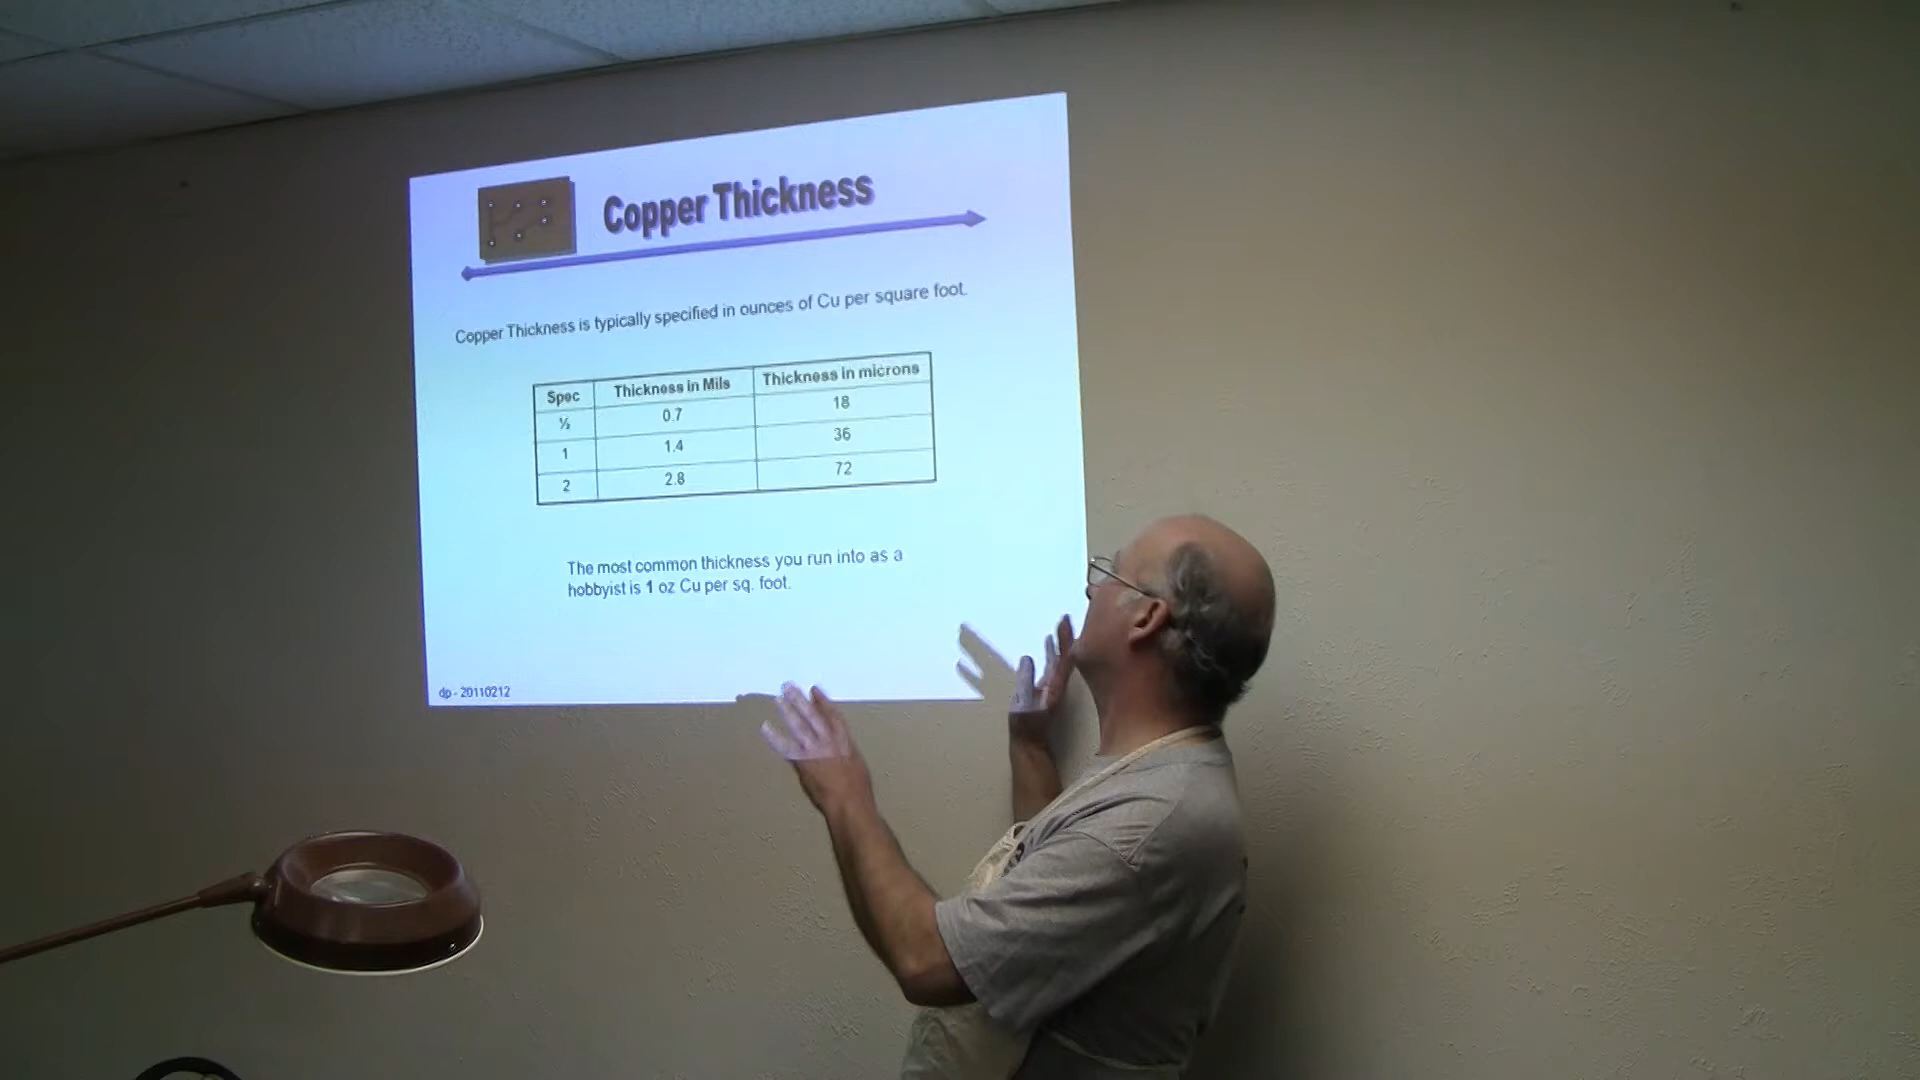 Copper Thickness
Copper Thickness is typically specified in ounces of Cu per square foot.
Spec Thickness in Mils Thickness in microns
½ 0.7 18
1 1.4 36
2 2.8 72
The most common thickness you run into as a
hobbyist is 1 oz Cu per sq. foot.
dp - 20110212